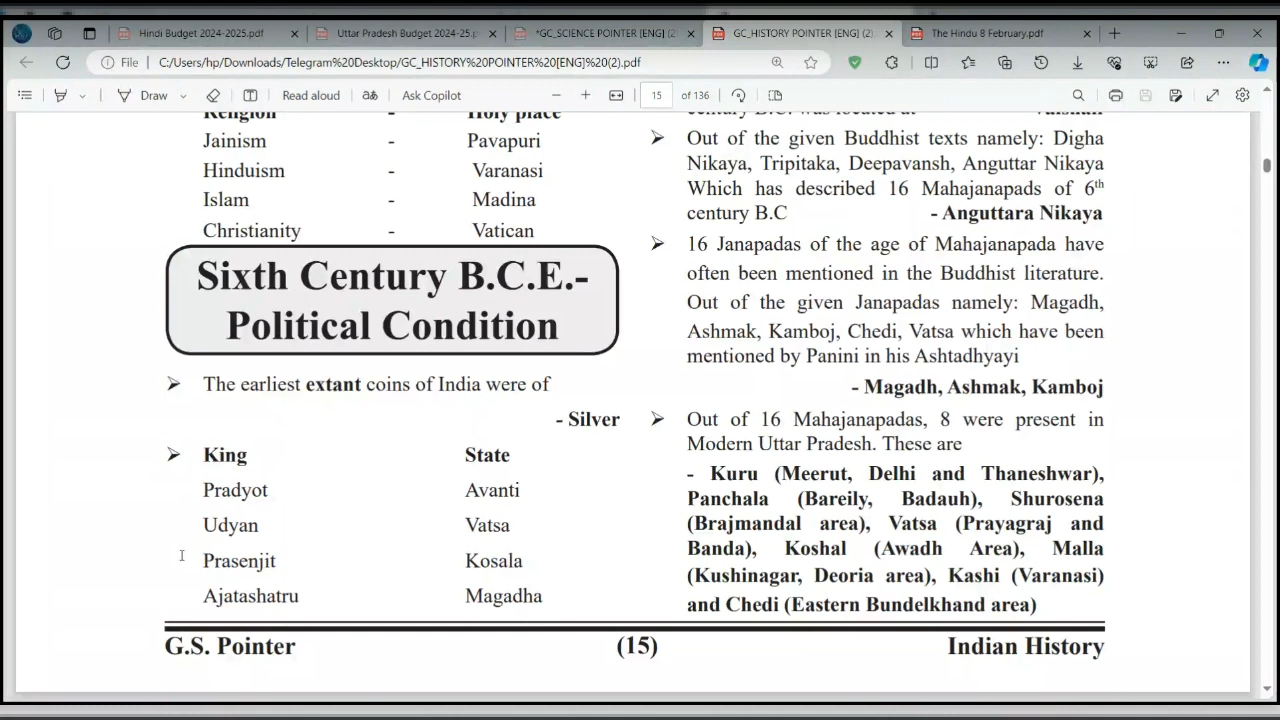 Hindi Budget 2024-2025.pdf
Uttar Pradesh Budget 2024-25.p
*GC_SCIENCE POINTER [ENG] (2)
GC_HISTORY POINTER [ENG] (2)
The Hindu 8 February.pdf
File
C:/Users/hp/Downloads/Telegram%20Desktop/GC_HISTORY%20POINTER%20[ENG]%20(2).pdf
Draw
Read aloud
Ask Copilot
15 of 136
Religion - Holy place
Jainism - Pavapuri
Hinduism - Varanasi
Islam - Madina
Christianity - Vatican
Sixth Century B.C.E.-
Political Condition
➢ The earliest extant coins of India were of
- Silver
➢ King State
Pradyot Avanti
Udyan Vatsa
Prasenjit Kosala
Ajatashatru Magadha
century B.C. was located at Vaishali
➢ Out of the given Buddhist texts namely: Digha
Nikaya, Tripitaka, Deepavansh, Anguttar Nikaya
Which has described 16 Mahajanapads of 6th
century B.C - Anguttara Nikaya
➢ 16 Janapadas of the age of Mahajanapada have
often been mentioned in the Buddhist literature.
Out of the given Janapadas namely: Magadh,
Ashmak, Kamboj, Chedi, Vatsa which have been
mentioned by Panini in his Ashtadhyayi
- Magadh, Ashmak, Kamboj
➢ Out of 16 Mahajanapadas, 8 were present in
Modern Uttar Pradesh. These are
- Kuru (Meerut, Delhi and Thaneshwar),
Panchala (Bareily, Badauh), Shurosena
(Brajmandal area), Vatsa (Prayagraj and
Banda), Koshal (Awadh Area), Malla
(Kushinagar, Deoria area), Kashi (Varanasi)
and Chedi (Eastern Bundelkhand area)
G.S. Pointer (15) Indian History